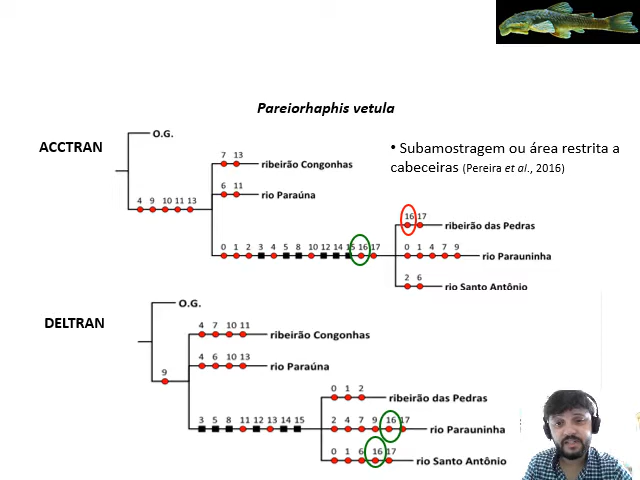 Pareiorhaphis vetula
ACCTRAN
• Subamostragem ou área restrita a
cabeceiras (Pereira et al., 2016)
O.G.
7 13
ribeirão Congonhas
4 9 10 11 13
6 11
rio Paraúna
16 17
ribeirão das Pedras
0 1 2 3 4 5 8 10 12 14 15 16 17
0 1 4 7 9
rio Parauninha
2 6
rio Santo Antônio
DELTRAN
O.G.
4 7 10 11
ribeirão Congonhas
9
4 6 10 13
rio Paraúna
0 1 2
ribeirão das Pedras
3 5 8 11 12 13 14 15
2 4 7 9 16 17
rio Parauninha
0 1 6 16 17
rio Santo Antônio